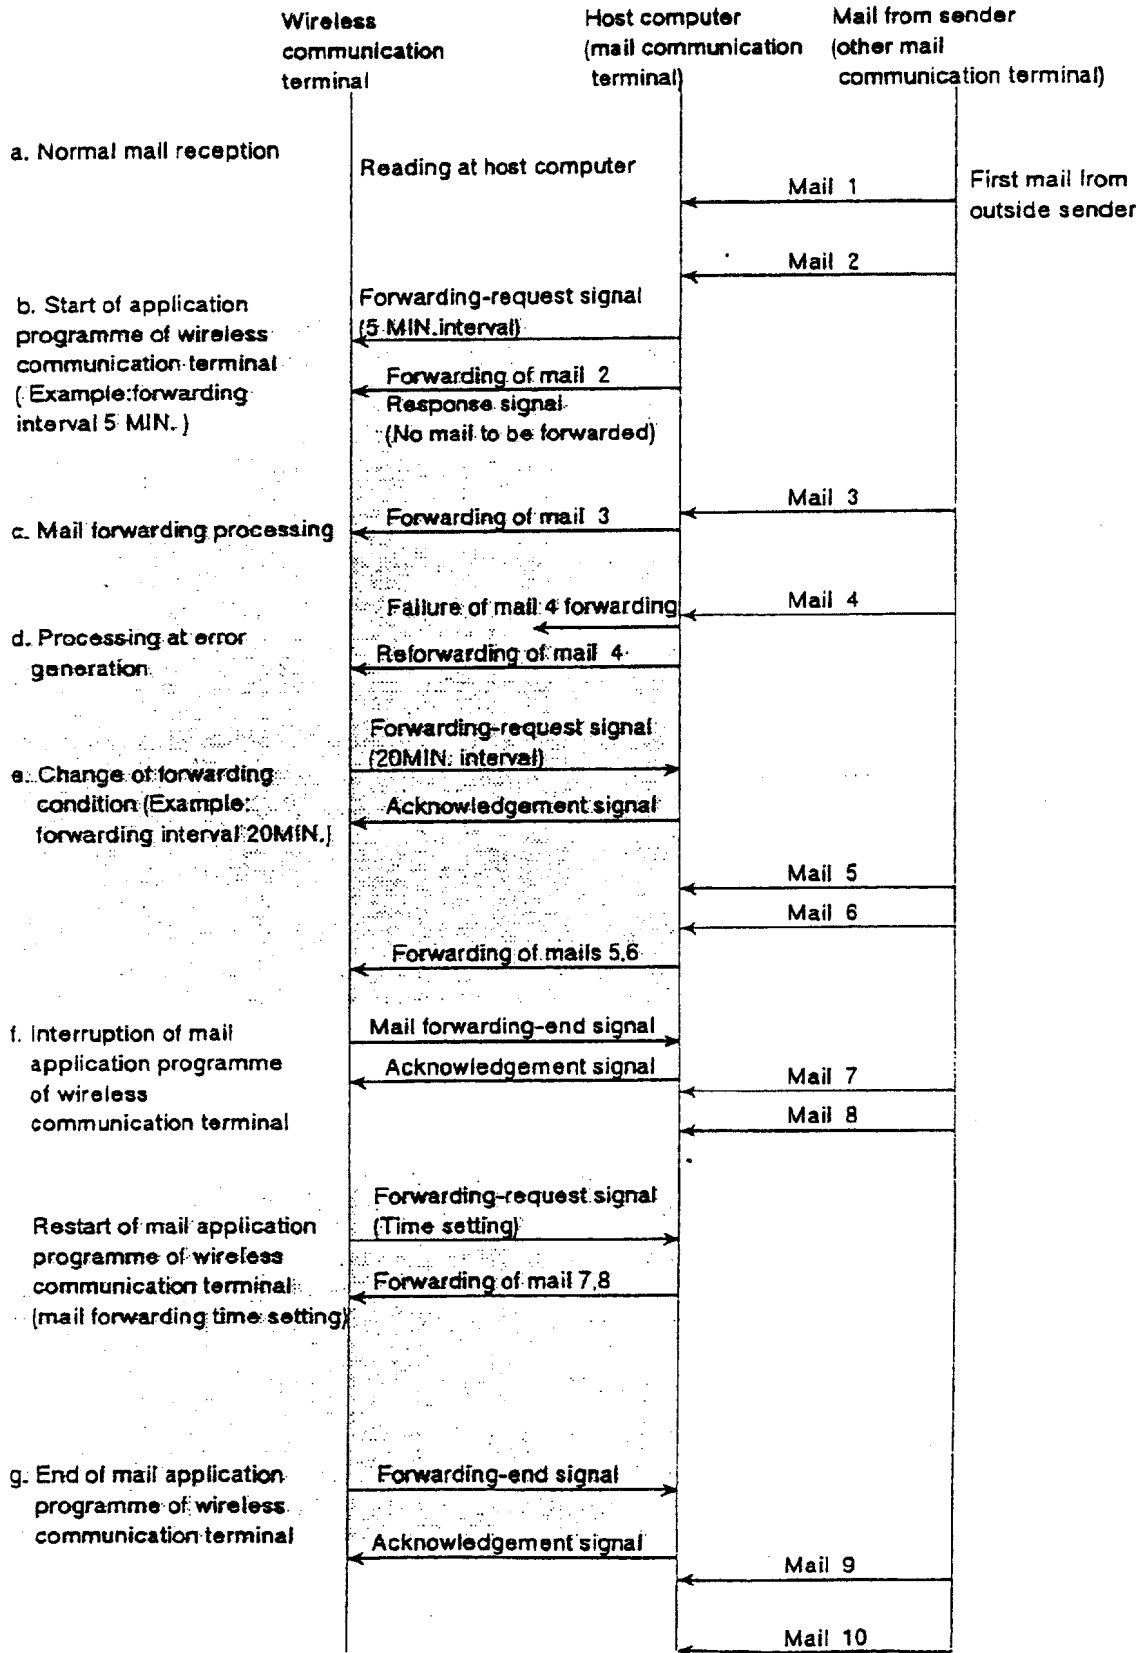 Wireless
communication
terminal
Host computer
(mail communication
terminal)
Mail from sender
(other mail
communication terminal)
a. Normal mail reception
Reading at host computer
Mail 1
First mail from
outside sender
Mail 2
b. Start of application
programme of wireless
communication terminal
( Example:forwarding
interval 5 MIN. )
Forwarding-request signal
(5 MIN.interval)
Forwarding of mail 2
Response signal
(No mail to be forwarded)
Mail 3
c. Mail forwarding processing
Forwarding of mail 3
Mail 4
Failure of mail 4 forwarding
d. Processing at error
generation
Reforwarding of mail 4
Forwarding-request signal
(20MIN. interval)
e. Change of forwarding
condition (Example:
forwarding interval 20MIN.)
Acknowledgement signal
Mail 5
Mail 6
Forwarding of mails 5,6
f. Interruption of mail
application programme
of wireless
communication terminal
Mail forwarding-end signal
Acknowledgement signal
Mail 7
Mail 8
Forwarding-request signal
(Time setting)
Restart of mail application
programme of wireless
communication terminal
(mail forwarding time setting)
Forwarding of mail 7,8
g. End of mail application
programme of wireless
communication terminal
Forwarding-end signal
Acknowledgement signal
Mail 9
Mail 10